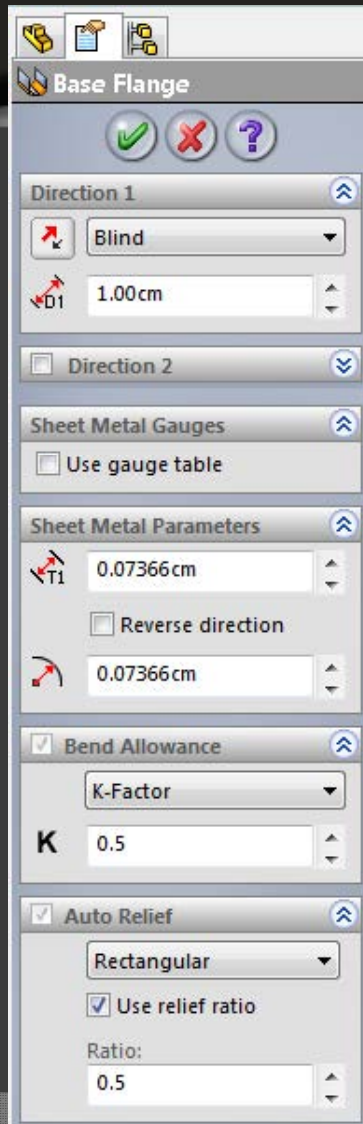 Base Flange
?
Direction 1
Blind
D1
1.00cm
Direction 2
Sheet Metal Gauges
Use gauge table
Sheet Metal Parameters
T1
0.07366cm
Reverse direction
0.07366cm
Bend Allowance
K-Factor
K
0.5
Auto Relief
Rectangular
Use relief ratio
Ratio:
0.5